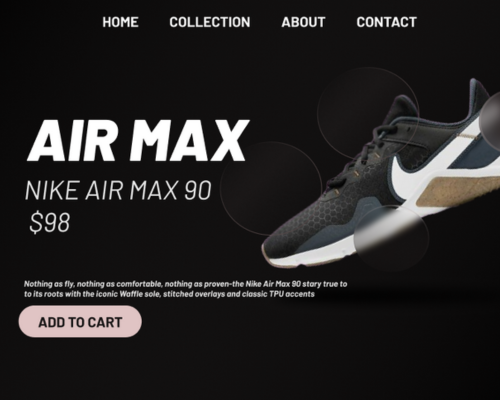 HOME COLLECTION ABOUT CONTACT
AIR MAX
NIKE AIR MAX 90
$98
Nothing as fly, nothing as comfortable, nothing as proven-the Nike Air Max 90 stary true to
to its roots with the iconic Waffle sole, stitched overlays and classic TPU accents
ADD TO CART